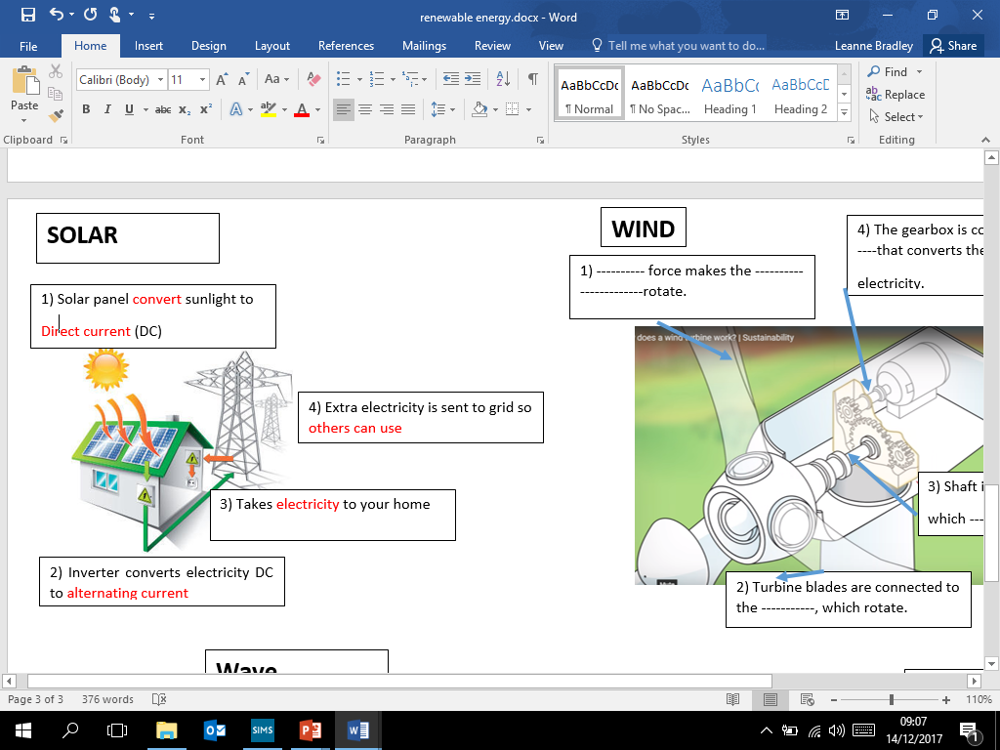 renewable energy.docx - Word
File Home Insert Design Layout References Mailings Review View Tell me what you want to do... Leanne Bradley Share
Paste
Calibri (Body) 11
Find
Replace
Select
AaBbCcDc AaBbCcDc AaBbCc AaBbCcD
¶ Normal ¶ No Spac... Heading 1 Heading 2
Clipboard Font Paragraph Styles Editing
SOLAR
1) Solar panel convert sunlight to
Direct current (DC)
4) Extra electricity is sent to grid so
others can use
3) Takes electricity to your home
2) Inverter converts electricity DC
to alternating current
WIND
1) ---------- force makes the ----------
---------------------rotate.
4) The gearbox is co
----that converts the
electricity.
does a wind turbine work? | Sustainability
3) Shaft i
which ---
2) Turbine blades are connected to
the -----------, which rotate.
Wave
Page 3 of 3 376 words 110%
SIMS
09:07
14/12/2017
1